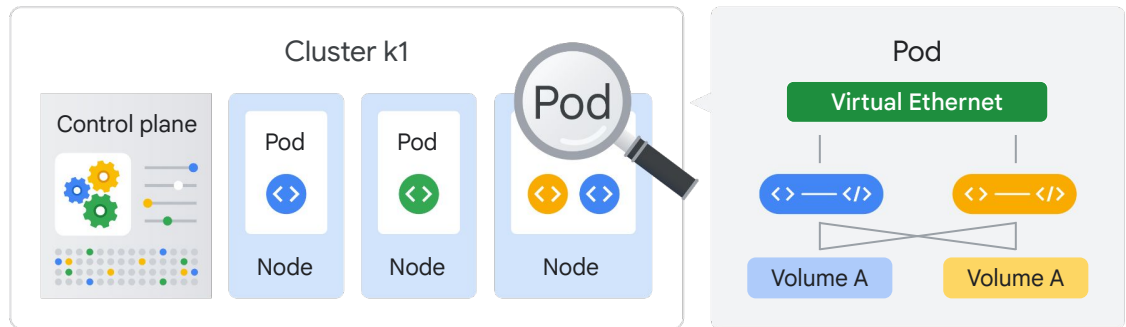 Cluster k1
Control plane
Pod
Node
Pod
Node
Pod
<> <>
Node
Pod
Virtual Ethernet
<> — </>
<> — </>
Volume A
Volume A